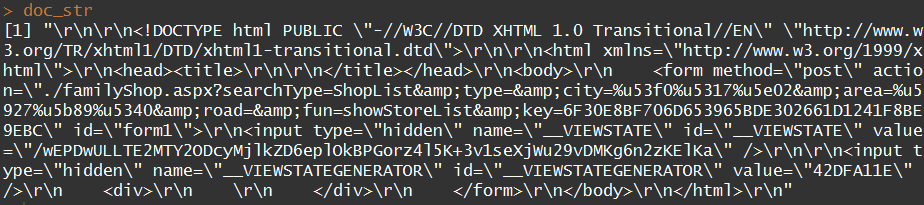 > doc_str
[1] "\r\n\r\n<!DOCTYPE html PUBLIC \"-//W3C//DTD XHTML 1.0 Transitional//EN\" \"http://www.w
3.org/TR/xhtml1/DTD/xhtml1-transitional.dtd\">\r\n\r\n<html xmlns=\"http://www.w3.org/1999/x
html\">\r\n<head><title>\r\n\r\n</title></head>\r\n<body>\r\n    <form method=\"post\" actio
n=\"./familyShop.aspx?searchType=ShopList&amp;type=&amp;city=%u53f0%u5317%u5e02&amp;area=%u5
927%u5b89%u5340&amp;road=&amp;fun=showStoreList&amp;key=6F30E8BF706D653965BDE302661D1241F8BE
9EBC\" id=\"form1\">\r\n<input type=\"hidden\" name=\"__VIEWSTATE\" id=\"__VIEWSTATE\" value
=\"/wEPDwULLTE2MTY2ODcyMjlkZD6eplOkBPGorz4l5K+3v1seXjWu29vDMKg6n2zKElKa\" />\r\n\r\n<input t
ype=\"hidden\" name=\"__VIEWSTATEGENERATOR\" id=\"__VIEWSTATEGENERATOR\" value=\"42DFA11E\" 
/>\r\n    <div>\r\n    \r\n    </div>\r\n    </form>\r\n</body>\r\n</html>\r\n"